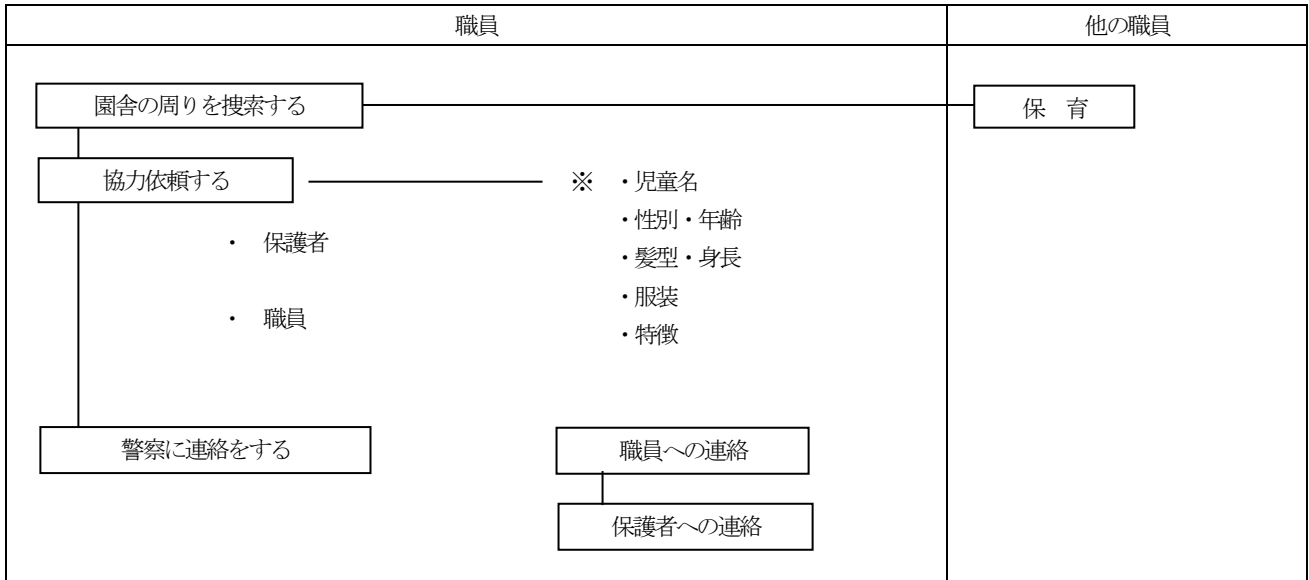 職員 他の職員
園舎の周りを捜索する 保　育
協力依頼する ※ ・児童名
・性別・年齢
・ 保護者 ・髪型・身長
・服装
・ 職員 ・特徴
警察に連絡をする 職員への連絡
保護者への連絡